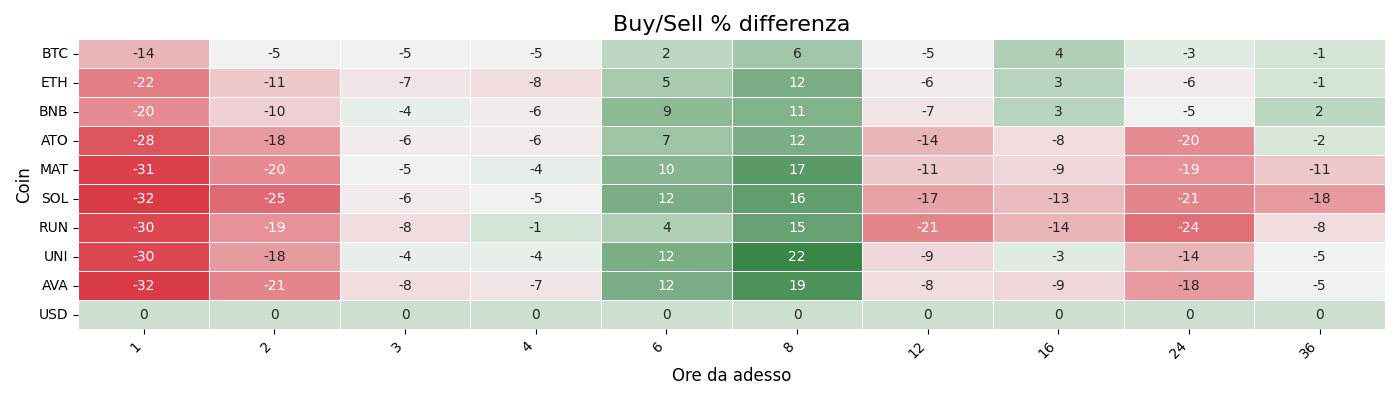 Buy/Sell % differenza
Coin
BTC -14 -5 -5 -5 2 6 -5 4 -3 -1
ETH -22 -11 -7 -8 5 12 -6 3 -6 -1
BNB -20 -10 -4 -6 9 11 -7 3 -5 2
ATO -28 -18 -6 -6 7 12 -14 -8 -20 -2
MAT -31 -20 -5 -4 10 17 -11 -9 -19 -11
SOL -32 -25 -6 -5 12 16 -17 -13 -21 -18
RUN -30 -19 -8 -1 4 15 -21 -14 -24 -8
UNI -30 -18 -4 -4 12 22 -9 -3 -14 -5
AVA -32 -21 -8 -7 12 19 -8 -9 -18 -5
USD 0 0 0 0 0 0 0 0 0 0
1 2 3 4 6 8 12 16 24 36
Ore da adesso